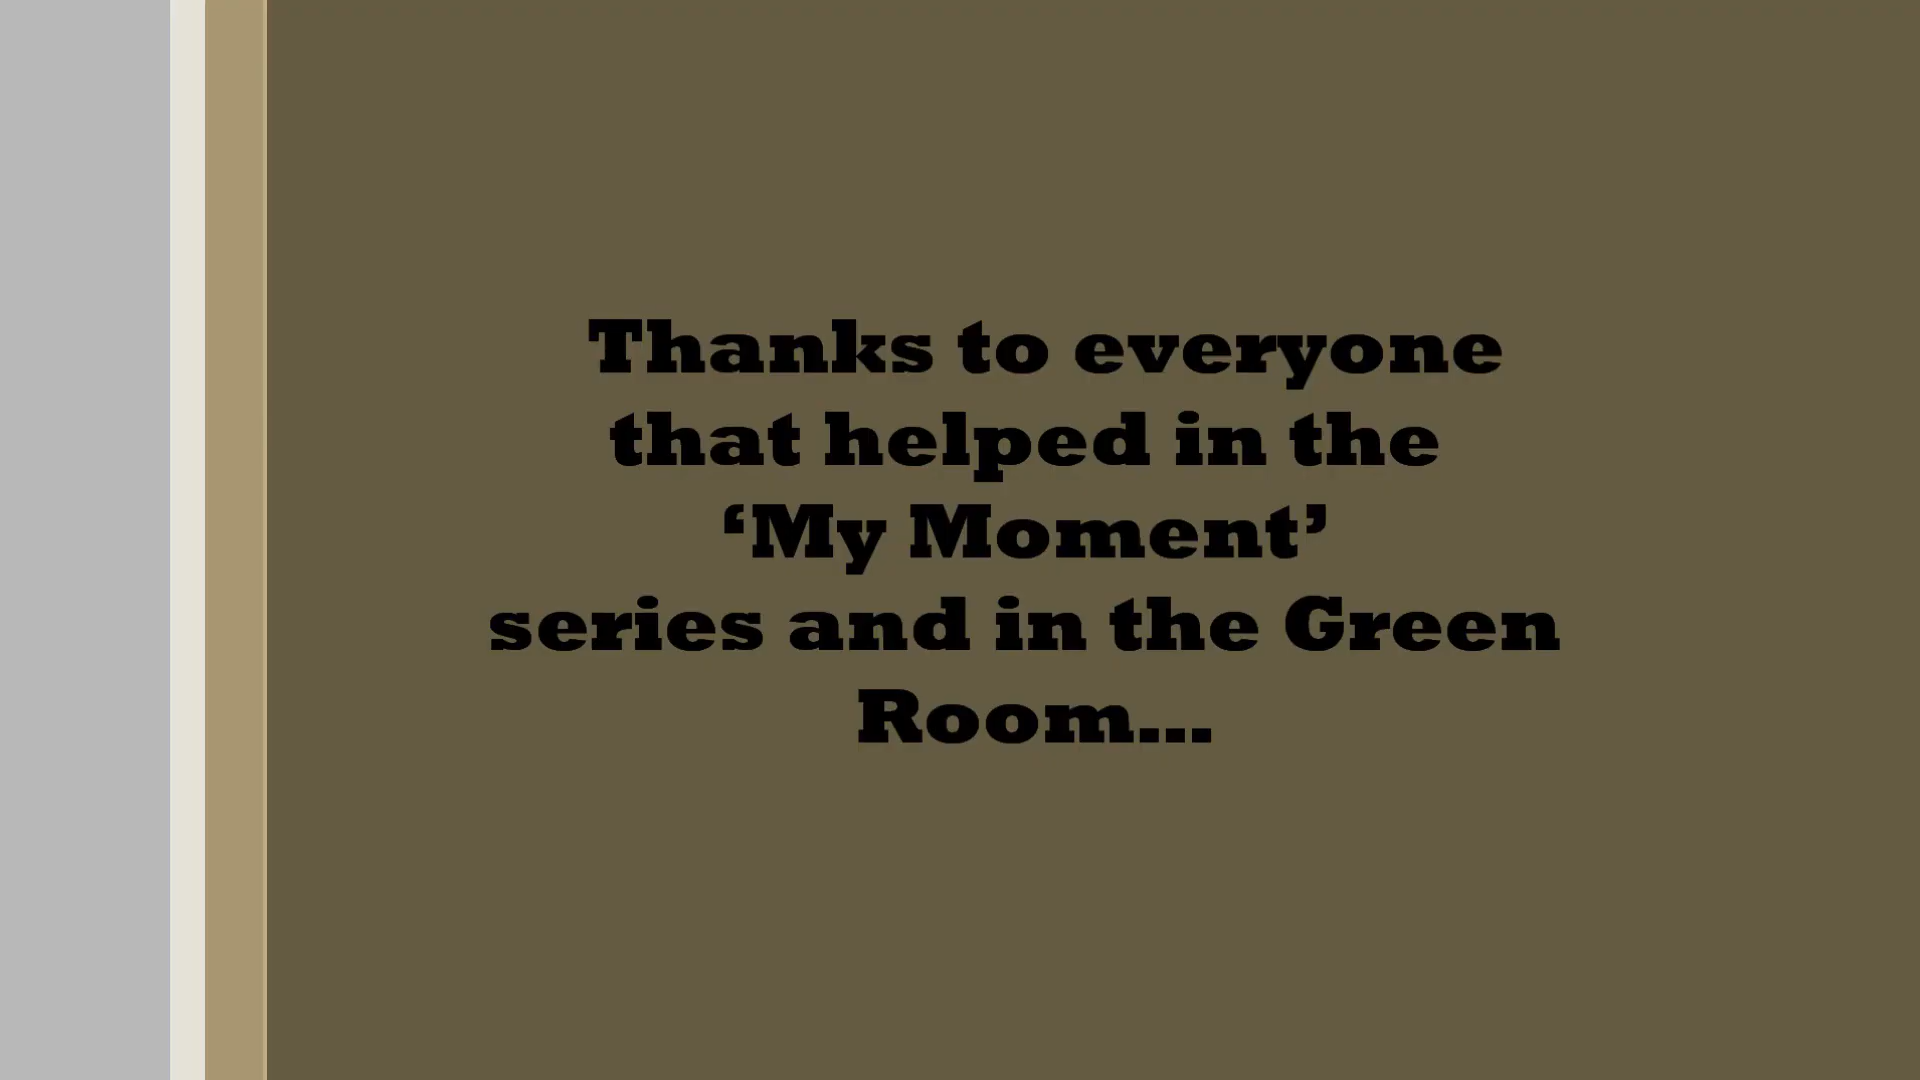 Thanks to everyone
that helped in the
‘My Moment’
series and in the Green
Room...